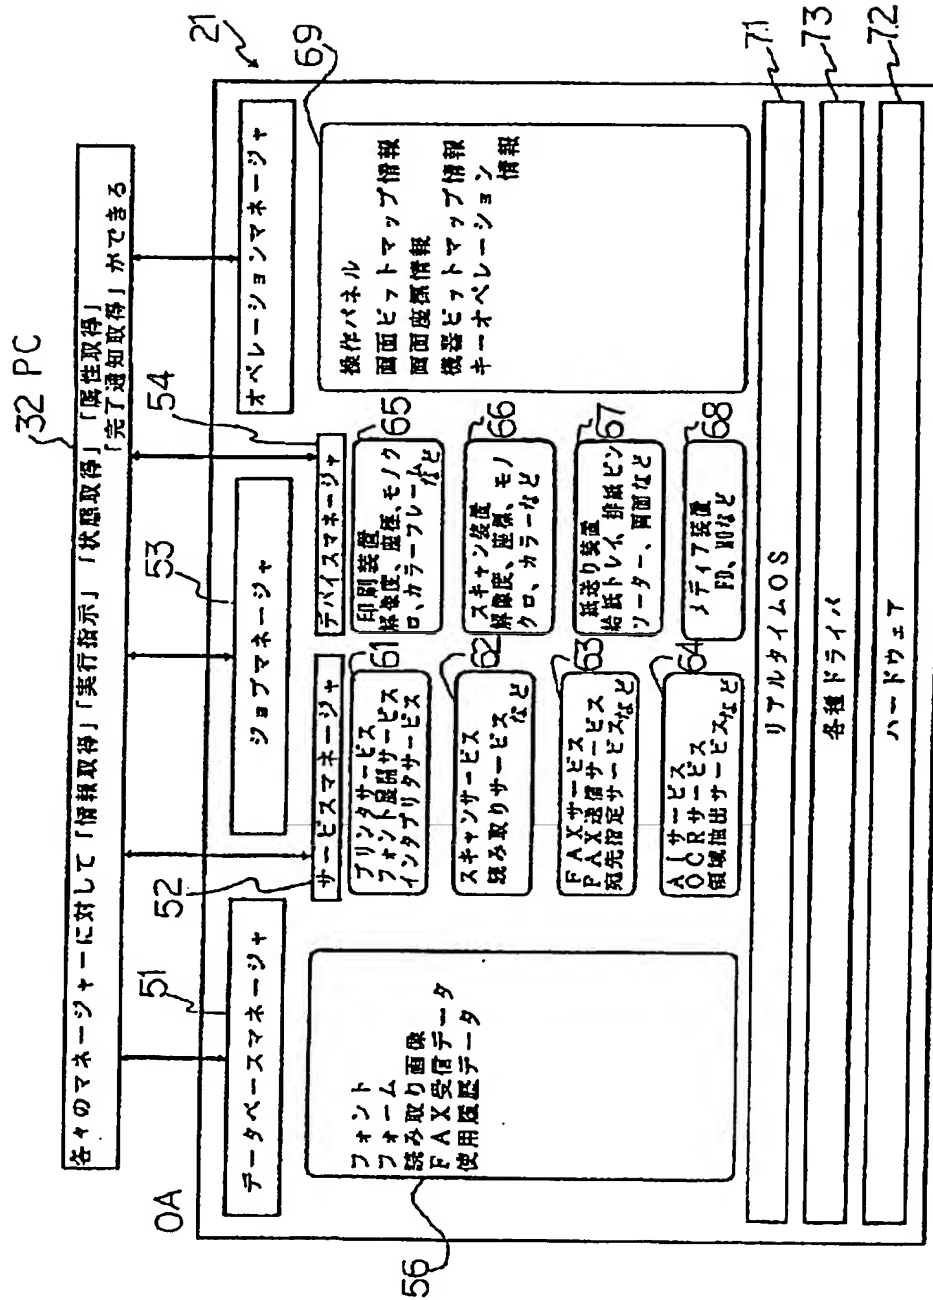 32 PC
各々のマネージャーに対して「情報取得」「実行指示」「状態取得」「属性取得」
「完了通知取得」ができる
OA
21
51
データベースマネージャ
52
サービスマネージャ
53
ジョブマネージャ
54
デバイスマネージャ
オペレーションマネージャ
56
フォント
フォーム
読み取り画像
FAX受信データ
使用履歴データ
61
プリンタサービス
フォント展開サービス
インタプリタサービス
62
スキャンサービス
読み取りサービス
など
63
FAXサービス
FAX送信サービス
宛先指定サービスなど
64
AIサービス
OCRサービス
領域抽出サービスなど
65
印刷装置
解像度、座標、モノク
ロ、カラーフレーム
など
66
スキャン装置
解像度、座標、モノ
クロ、カラーなど
67
紙送り装置
給紙トレイ、排紙ビン
ソーター、両面など
68
メディア装置
FD、MOなど
69
操作パネル
画面ビットマップ情報
画面座標情報
機器ビットマップ情報
キーオペレーション
情報
リアルタイムOS
71
各種ドライバ
73
ハードウェア
72